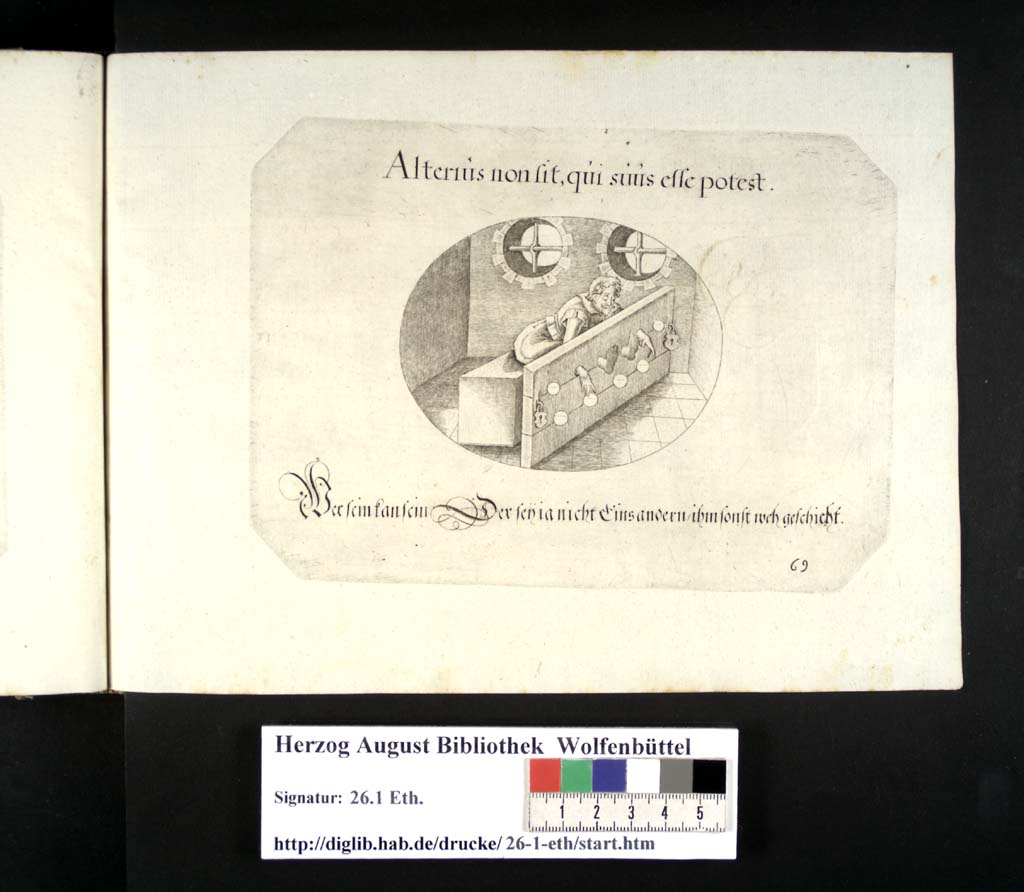 Alterius non sit, qui suus esse potest.
Wer sein kan sein Der seÿ ia nicht Eins andern ihm sonst weh geschicht.
69
Herzog August Bibliothek Wolfenbüttel
Signatur: 26.1 Eth.
1 2 3 4 5
http://diglib.hab.de/drucke/26-1-eth/start.htm